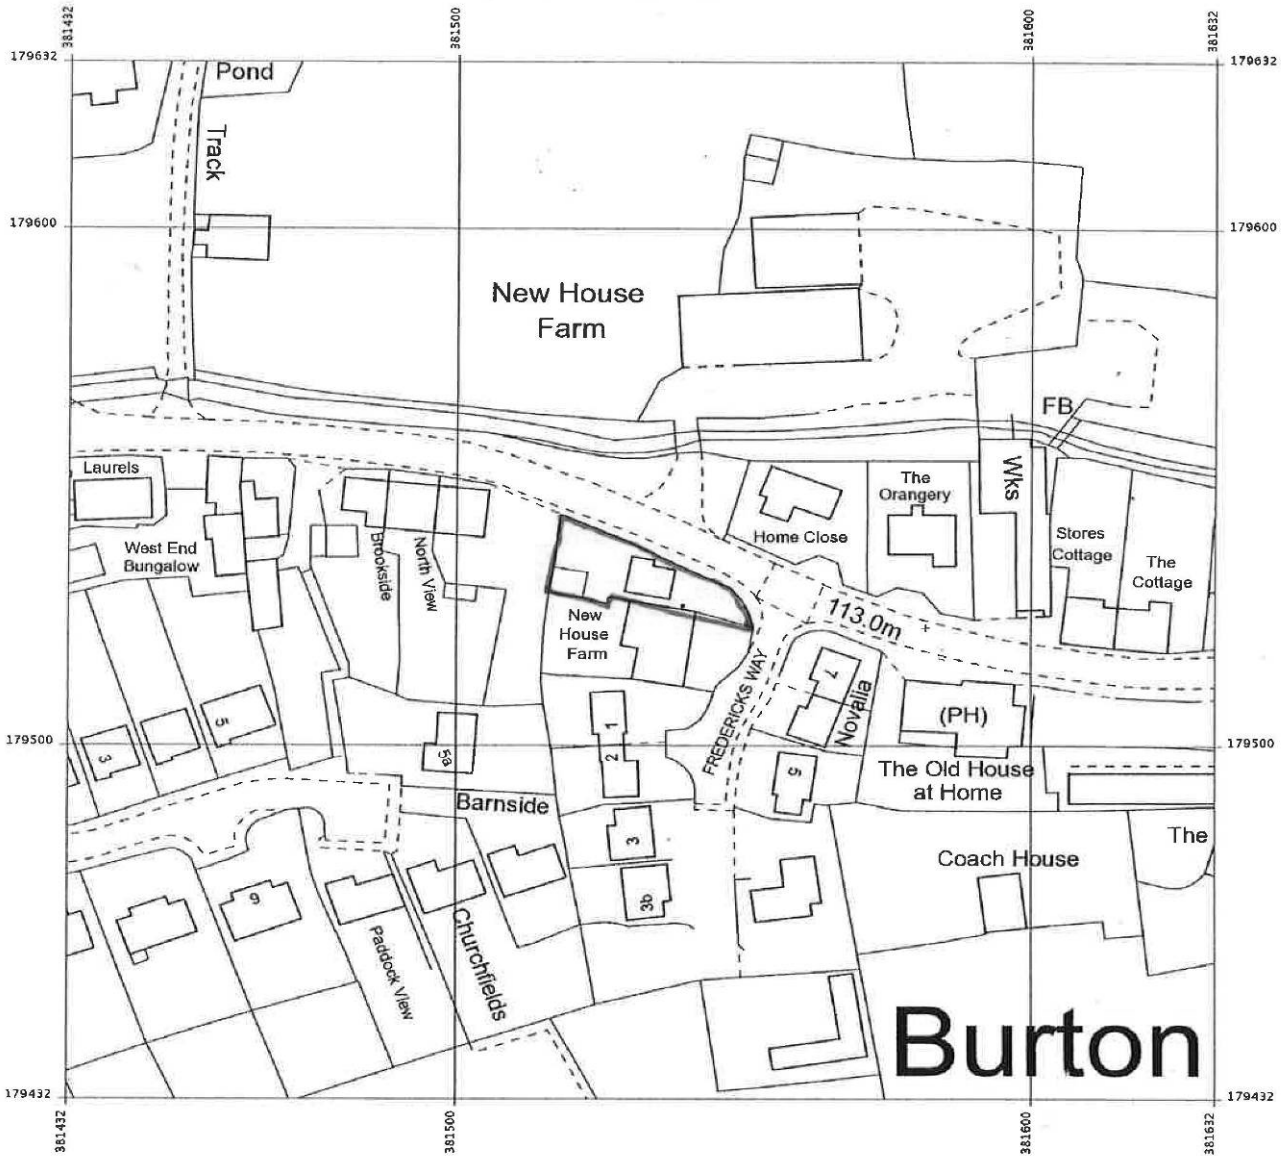 381432
381500
381600
381632
179632
179632
Pond
Track
179600
179600
New House
Farm
FB
Laurels
Wks
The
Orangery
Home Close
Stores
Cottage
The
Cottage
West End
Bungalow
Brookside
North View
New
House
Farm
113.0m
FREDERICKS WAY
7
Novalia
(PH)
5
3
1
2
5a
179500
179500
5
The Old House
at Home
Barnside
3
The
Coach House
3b
9
Paddock View
Churchfields
Burton
179432
179432
381432
381500
381600
381632